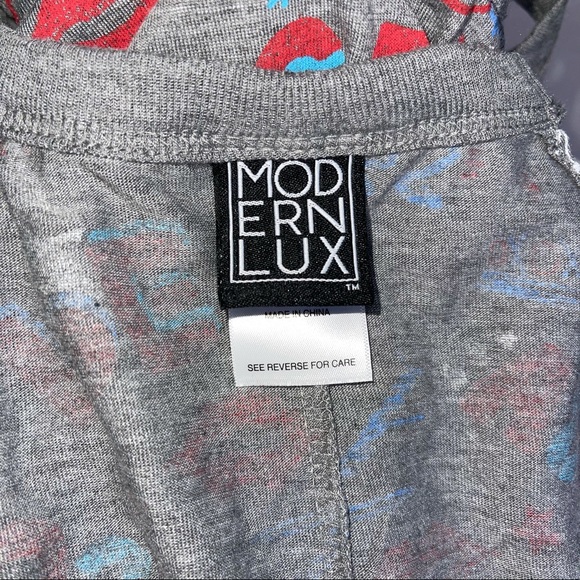 MOD
ERN
LUX
TM
MADE IN CHINA
SEE REVERSE FOR CARE